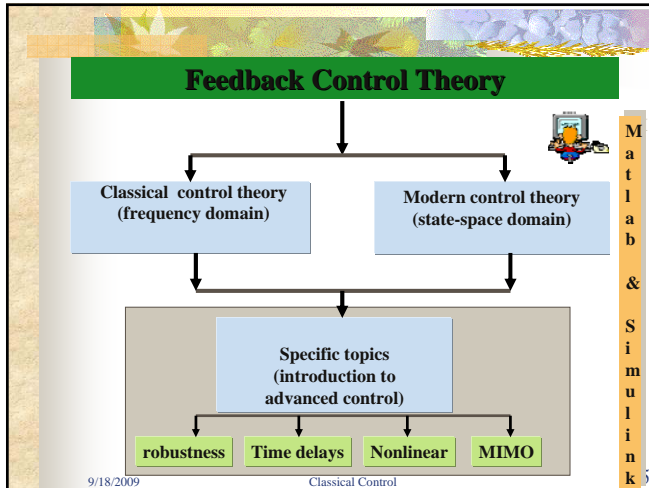 Feedback Control Theory
Classical control theory
(frequency domain)
Modern control theory
(state-space domain)
Specific topics
(introduction to
advanced control)
robustness
Time delays
Nonlinear
MIMO
Matlab & Simulink
9/18/2009
Classical Control
5